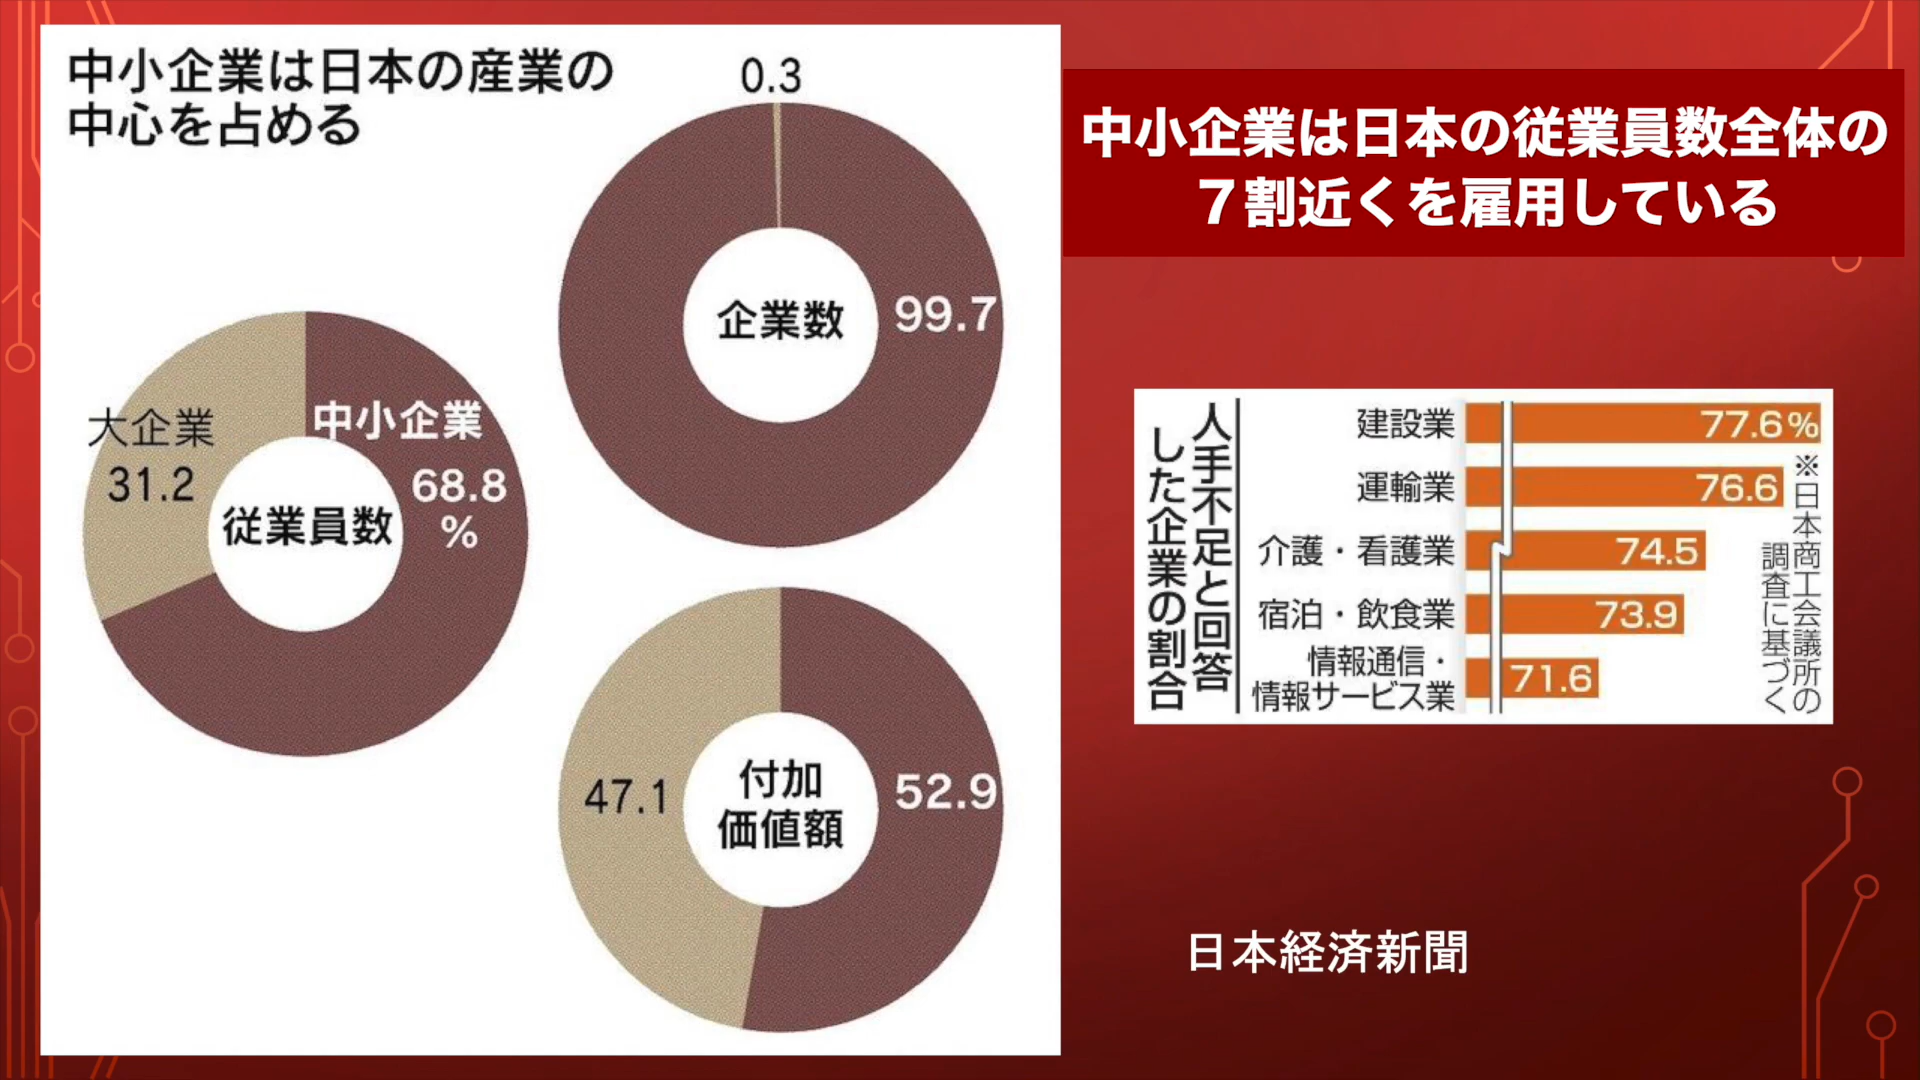 中小企業は日本の産業の
中心を占める
0.3
企業数
99.7
大企業
31.2
中小企業
68.8
%
従業員数
47.1
付加
価値額
52.9
中小企業は日本の従業員数全体の
７割近くを雇用している
人手不足と回答
した企業の割合
建設業
77.6%
運輸業
76.6
介護・看護業
74.5
宿泊・飲食業
73.9
情報通信・
情報サービス業
71.6
※日本商工会議所の
調査に基づく
日本経済新聞